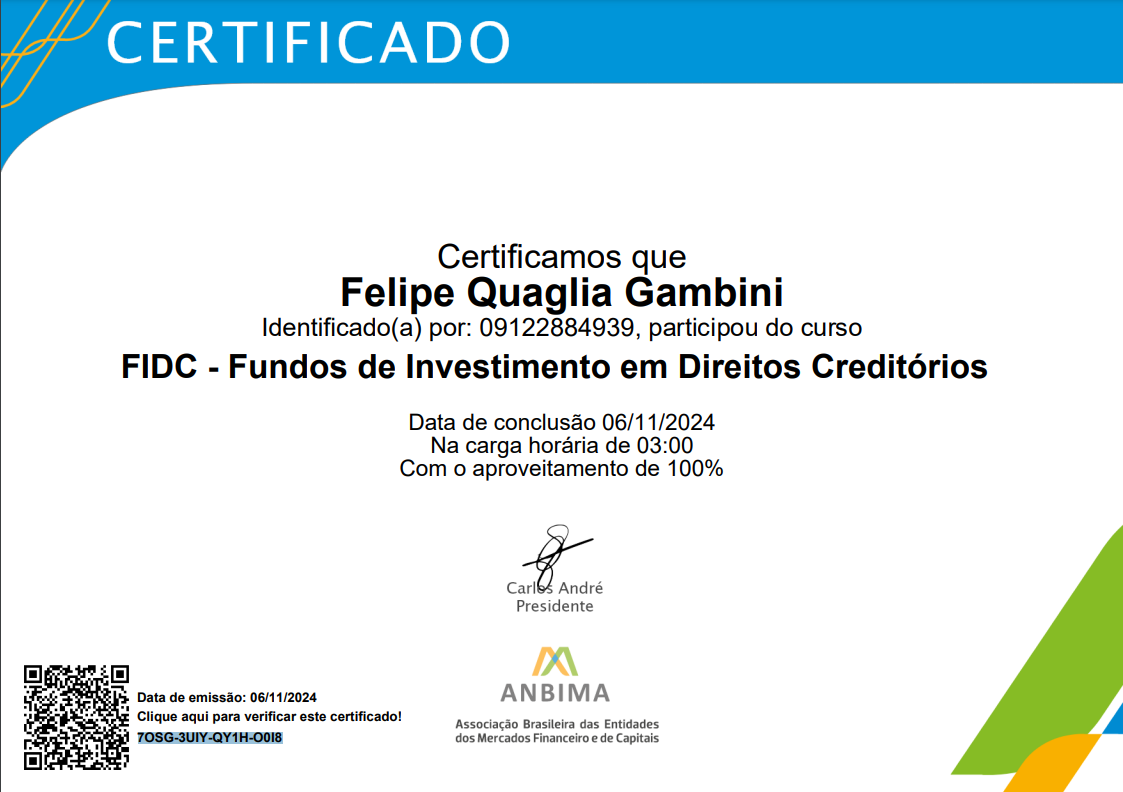 CERTIFICADO
Certificamos que
Felipe Quaglia Gambini
Identificado(a) por: 09122884939, participou do curso
FIDC - Fundos de Investimento em Direitos Creditórios
Data de conclusão 06/11/2024
Na carga horária de 03:00
Com o aproveitamento de 100%
Carlos André
Presidente
ANBIMA
Associação Brasileira das Entidades
dos Mercados Financeiro e de Capitais
Data de emissão: 06/11/2024
Clique aqui para verificar este certificado!
7OSG-3UIY-QY1H-O0I8